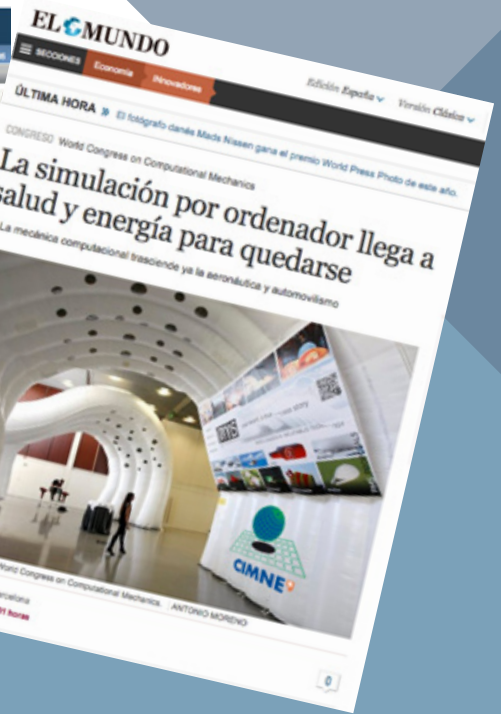 EL MUNDO
SECCIONES Economía INnovadores
Edición España Versión Clásica
ÚLTIMA HORA » El fotógrafo danés Mads Nissen gana el premio World Press Photo de este año.
CONGRESO World Congress on Computational Mechanics
La simulación por ordenador llega a
salud y energía para quedarse
La mecánica computacional trasciende ya la aeronáutica y automovilismo
CIMNE
World Congress on Computational Mechanics. ANTONIO MORENO
horas
0